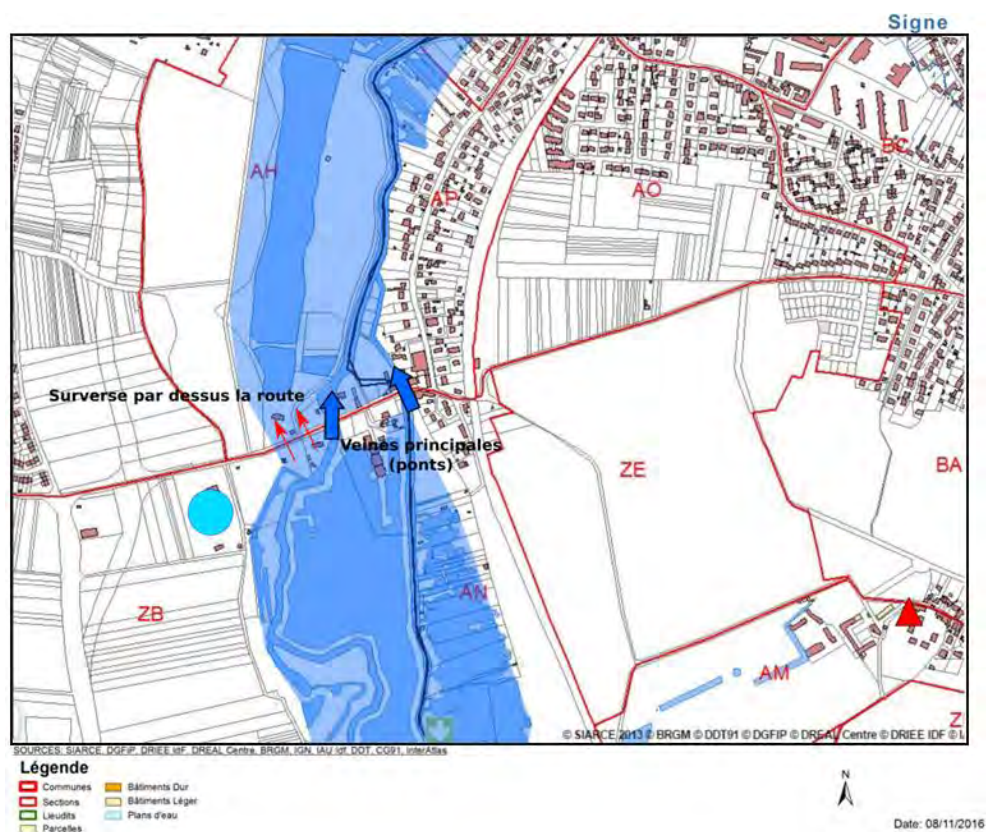 Signe
BC
AH
AP
AO
Surverse par dessus la route
Veines principales
(ponts)
ZE
BA
ZB
AN
AM
Z
© SIARCE 2013 © BRGM © DDT91 © DGFIP © DREAL Centre © DRIEE IDF © I
SOURCES: SIARCE, DGFiP, DRIEE IdF, DREAL Centre, BRGM, IGN, IAU Idf, DDT, CG91, InterAtlas
Légende
Communes
Bâtiments Dur
Sections
Bâtiments Léger
Lieudits
Plans d'eau
Parcelles
N
Date: 08/11/2016